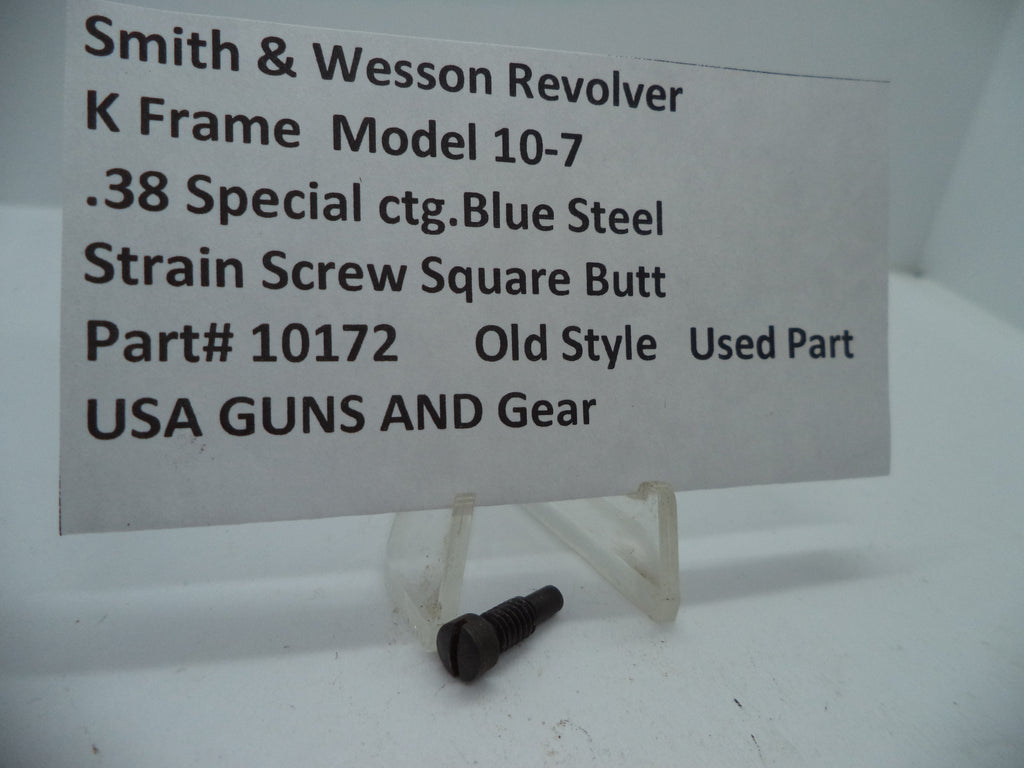 Smith & Wesson Revolver
K Frame Model 10-7
.38 Special ctg.Blue Steel
Strain Screw Square Butt
Part# 10172 Old Style Used Part
USA GUNS AND Gear